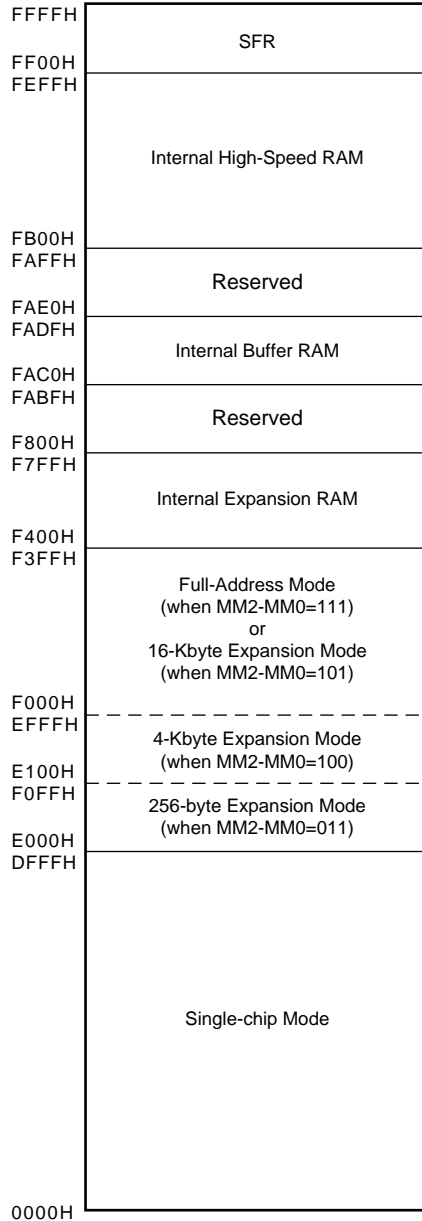 FFFFH
SFR
FF00H
FEFFH
Internal High-Speed RAM
FB00H
FAFFH
Reserved
FAE0H
FADFH
Internal Buffer RAM
FAC0H
FABFH
Reserved
F800H
F7FFH
Internal Expansion RAM
F400H
F3FFH
Full-Address Mode
(when MM2-MM0=111)
or
16-Kbyte Expansion Mode
(when MM2-MM0=101)
F000H
EFFFH
4-Kbyte Expansion Mode
(when MM2-MM0=100)
E100H
F0FFH
256-byte Expansion Mode
(when MM2-MM0=011)
E000H
DFFFH
Single-chip Mode
0000H